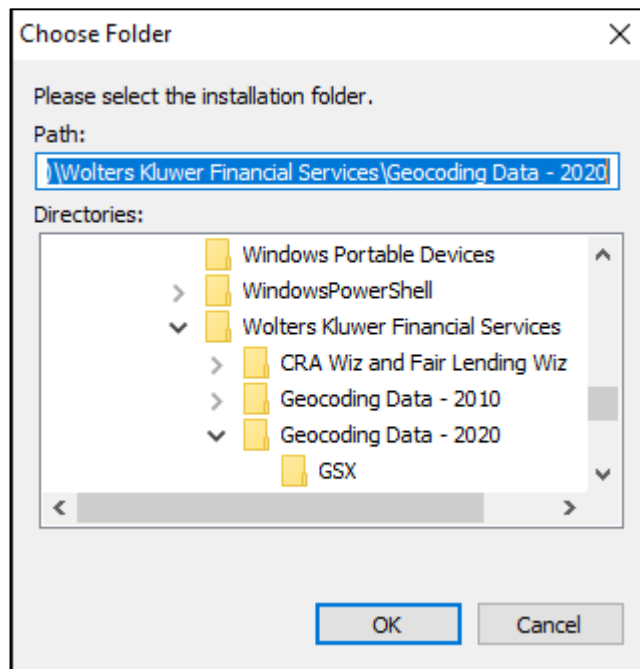 Choose Folder
Please select the installation folder.
Path:
)\Wolters Kluwer Financial Services\Geocoding Data - 2020
Directories:
Windows Portable Devices
WindowsPowerShell
Wolters Kluwer Financial Services
CRA Wiz and Fair Lending Wiz
Geocoding Data - 2010
Geocoding Data - 2020
GSX
OK Cancel